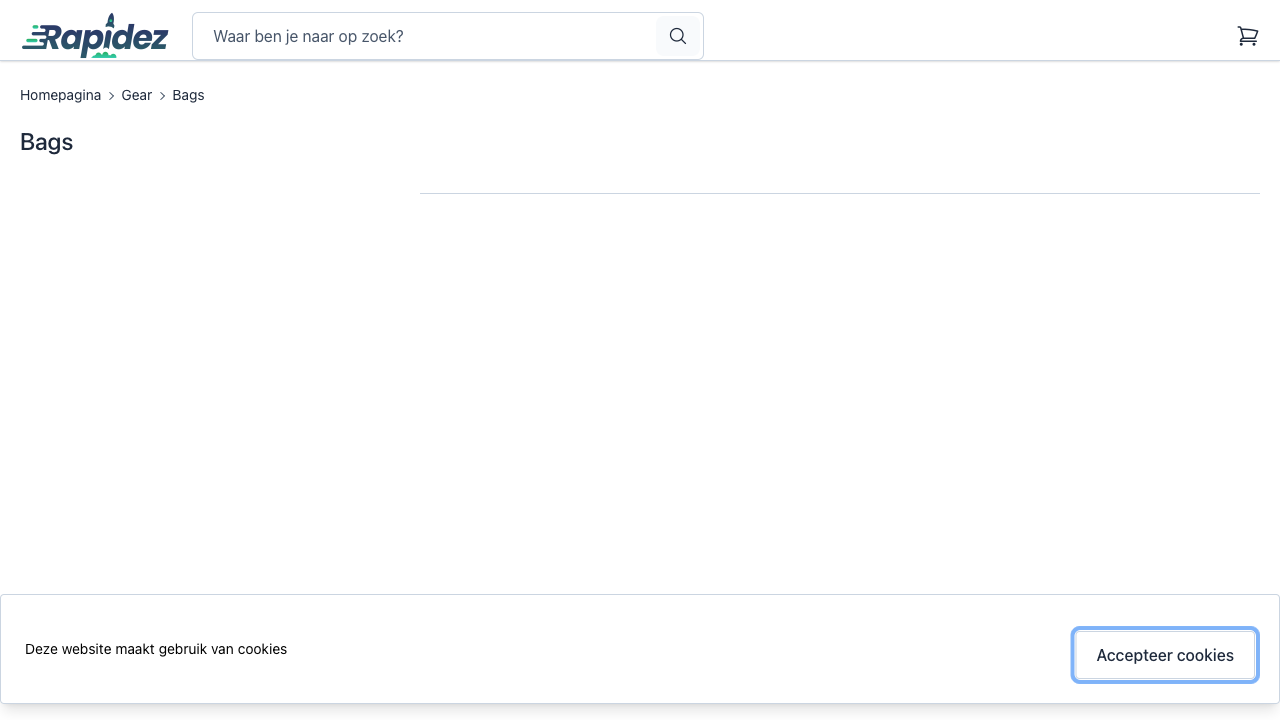 Rapidez
Waar ben je naar op zoek?
Homepagina > Gear > Bags
Bags
Deze website maakt gebruik van cookies
Accepteer cookies